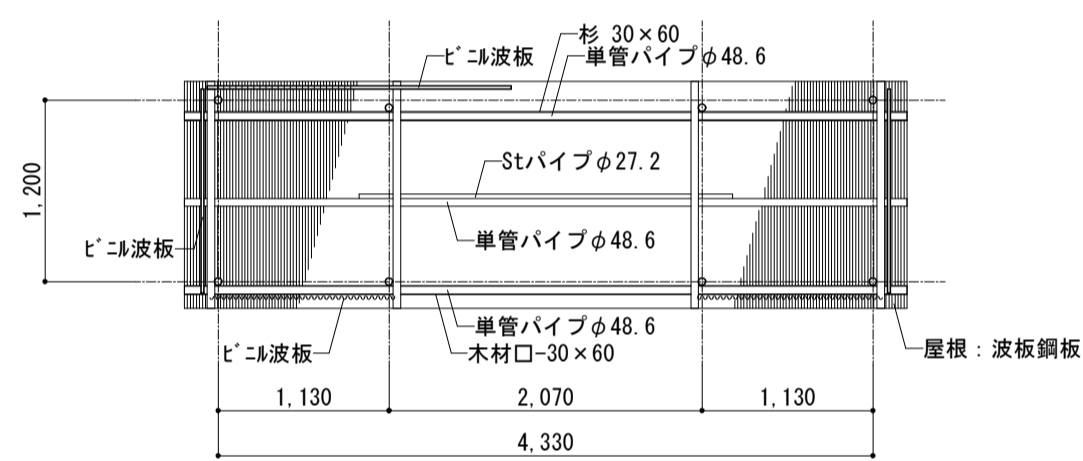 杉 30×60
ﾋﾞﾆﾙ波板
単管パイプφ48.6
Stパイプφ27.2
1,200
単管パイプφ48.6
ﾋﾞﾆﾙ波板
単管パイプφ48.6
ﾋﾞﾆﾙ波板
木材口-30×60
屋根：波板鋼板
1,130
2,070
1,130
4,330